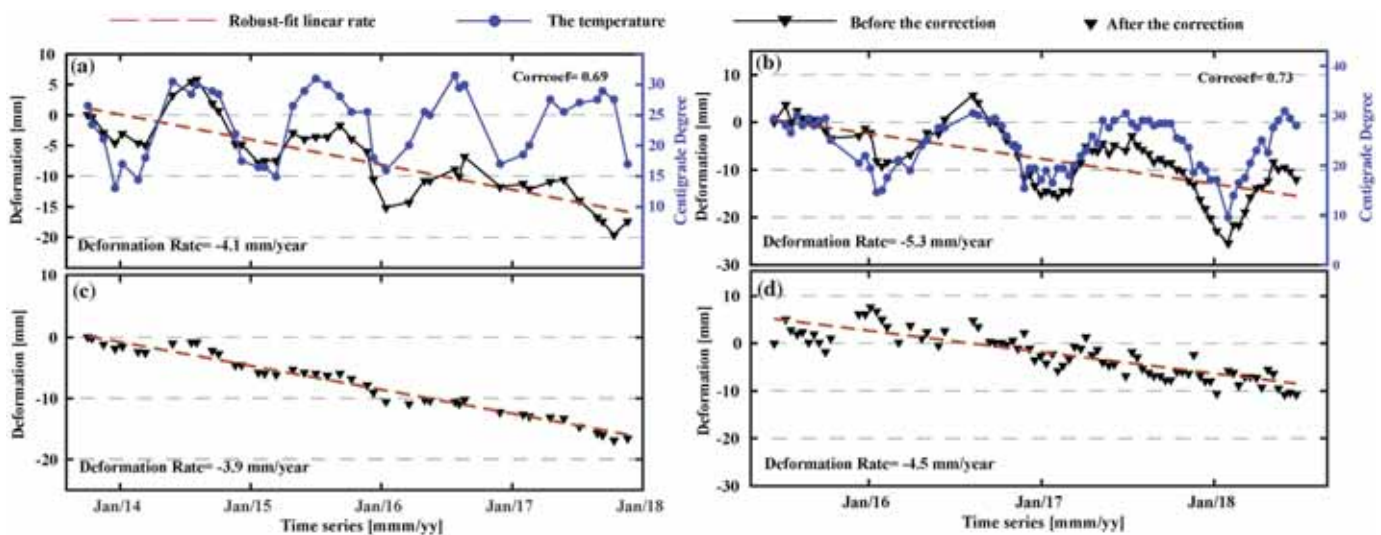 Robust-fit linear rate The temperature Before the correction After the correction
(a) Corrcoef= 0.69
10
5
0
-5
-10
-15
-20
Deformation [mm]
30
25
20
15
10
Centigrade Degree
Deformation Rate= -4.1 mm/year
(b) Corrcoef= 0.73
10
0
-10
-20
-30
Deformation [mm]
40
30
20
10
0
Centigrade Degree
Deformation Rate= -5.3 mm/year
(c)
10
0
-10
-20
Deformation [mm]
Deformation Rate= -3.9 mm/year
Jan/14 Jan/15 Jan/16 Jan/17 Jan/18
Time series [mmm/yy]
(d)
10
0
-10
-20
-30
Deformation [mm]
Deformation Rate= -4.5 mm/year
Jan/16 Jan/17 Jan/18
Time series [mmm/yy]